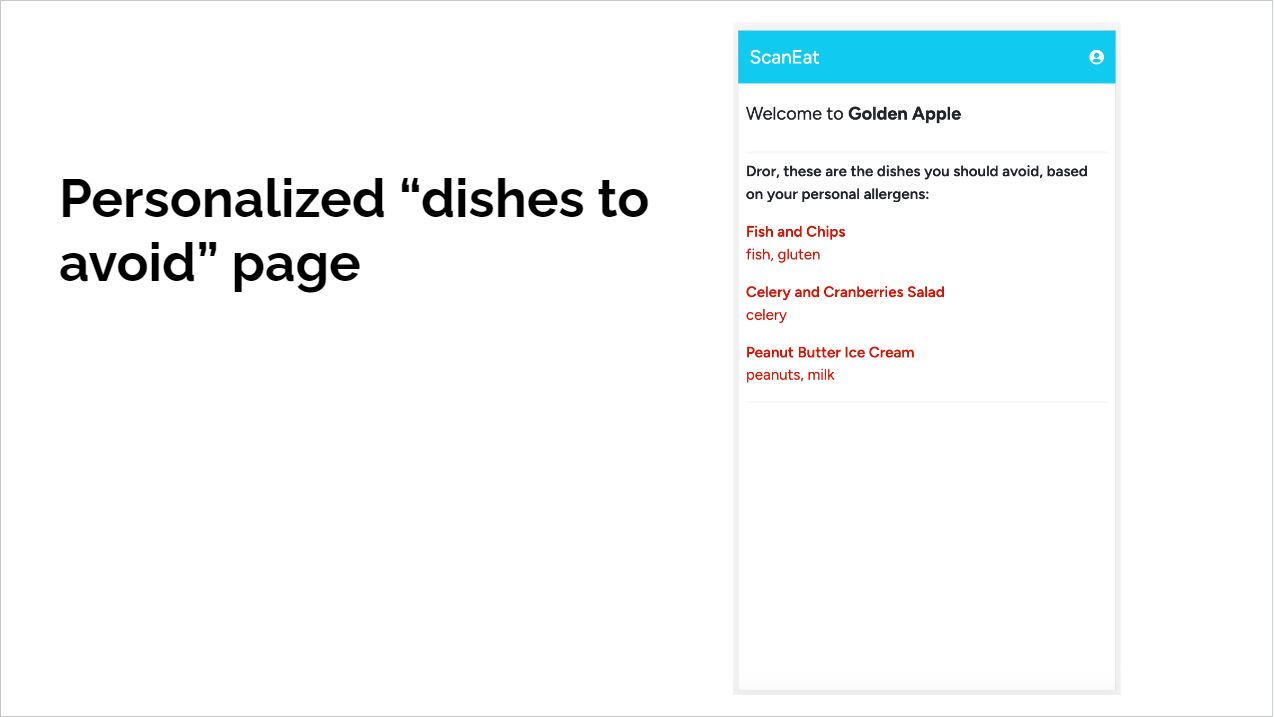 Personalized “dishes to
avoid” page
ScanEat
Welcome to Golden Apple
Dror, these are the dishes you should avoid, based
on your personal allergens:
Fish and Chips
fish, gluten
Celery and Cranberries Salad
celery
Peanut Butter Ice Cream
peanuts, milk